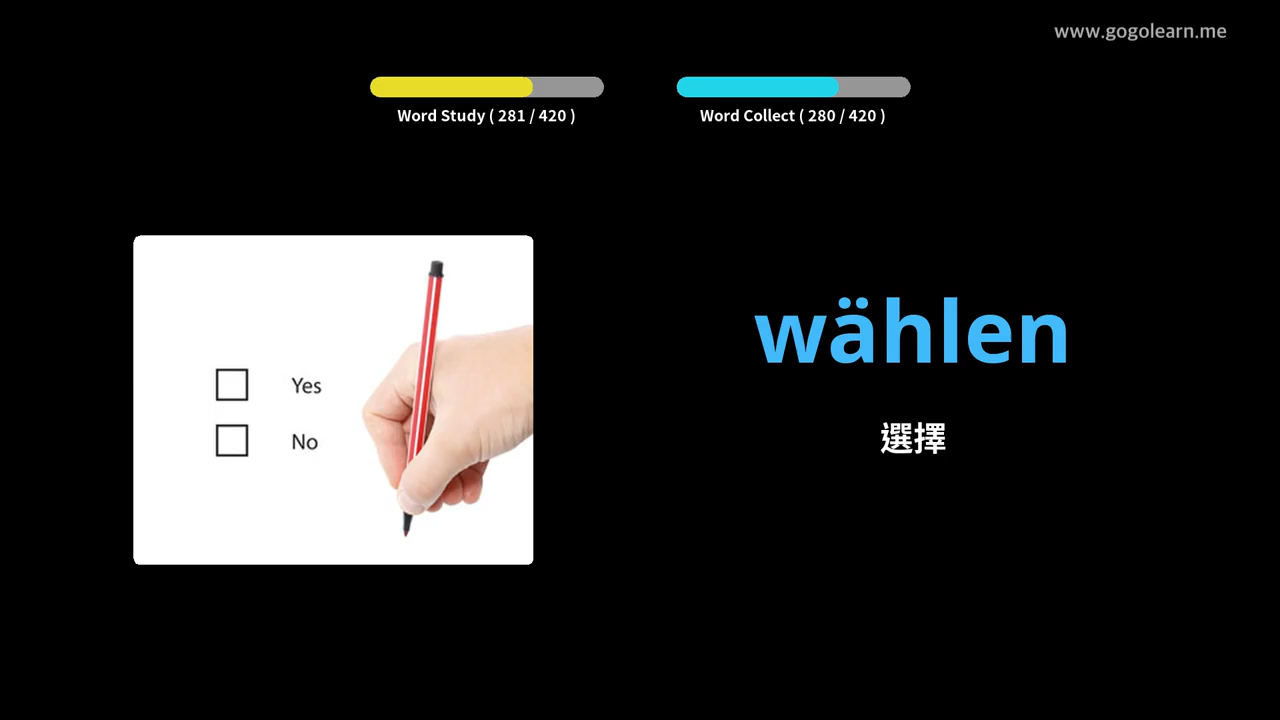 www.gogolearn.me
Word Study ( 281 / 420 )
Word Collect ( 280 / 420 )
Yes
No
wählen
選擇